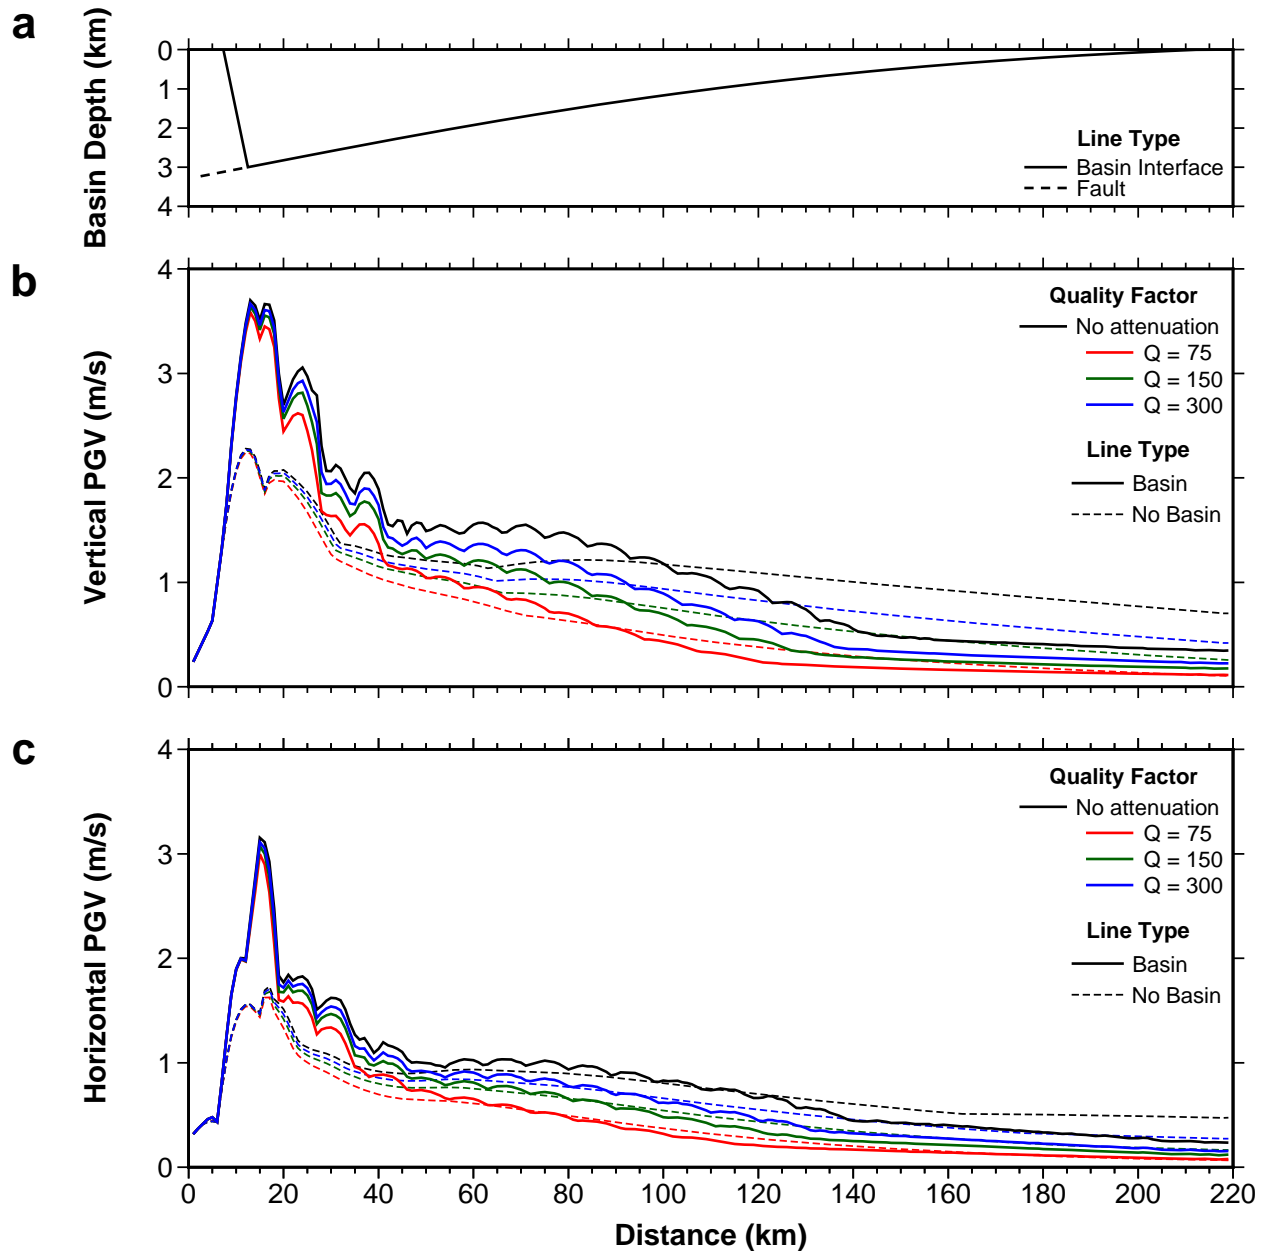 a
Basin Depth (km)
0
1
2
3
4
Line Type
Basin Interface
Fault
b
Vertical PGV (m/s)
4
3
2
1
0
Quality Factor
No attenuation
Q = 75
Q = 150
Q = 300
Line Type
Basin
No Basin
c
Horizontal PGV (m/s)
4
3
2
1
0
Quality Factor
No attenuation
Q = 75
Q = 150
Q = 300
Line Type
Basin
No Basin
0 20 40 60 80 100 120 140 160 180 200 220
Distance (km)